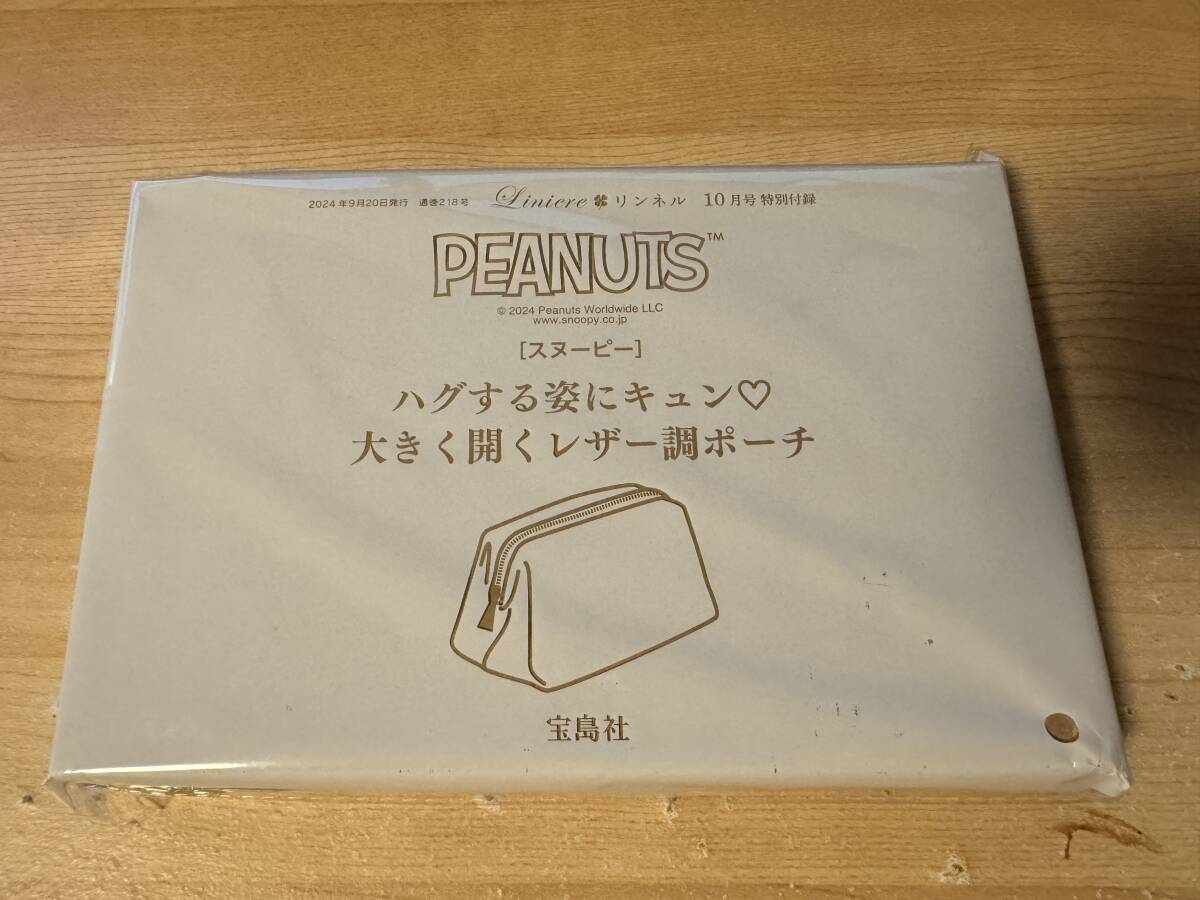 2024年9月20日発行 通巻218号 Liniere リンネル 10月号 特別付録
PEANUTS™
© 2024 Peanuts Worldwide LLC
www.snoopy.co.jp
[スヌーピー]
ハグする姿にキュン♡
大きく開くレザー調ポーチ
宝島社